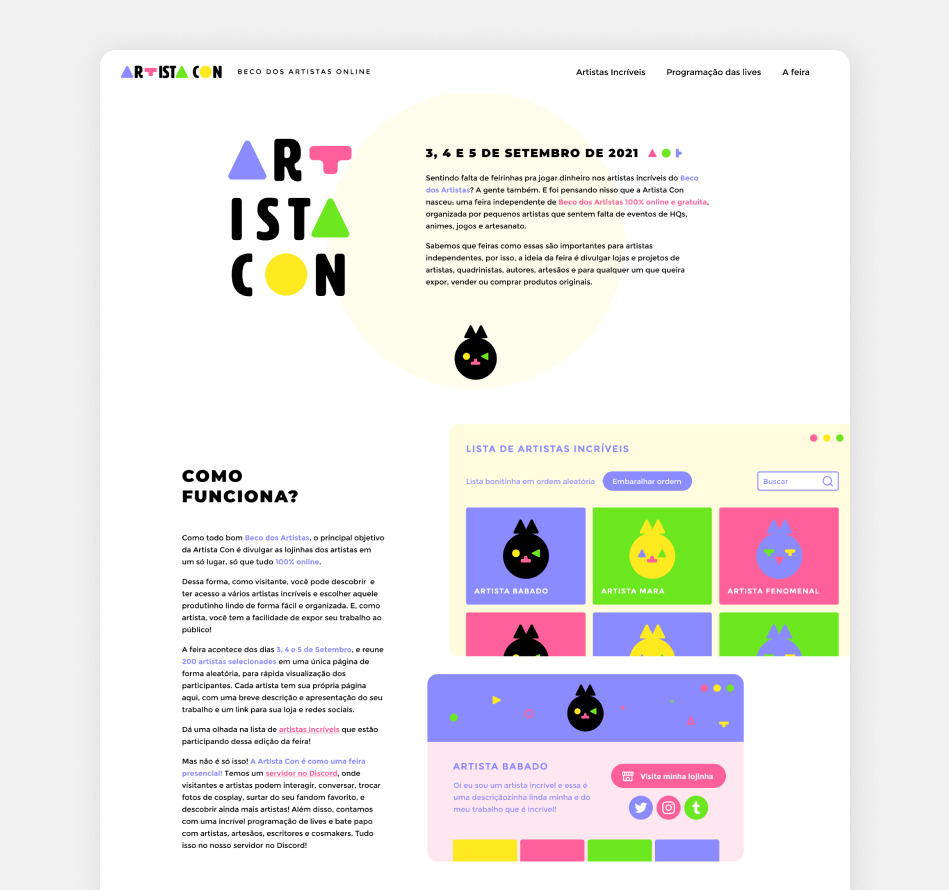 ARTISTA CON
BECO DOS ARTISTAS ONLINE
Artistas Incríveis
Programação das lives
A feira
ART
ISTA
CON
3, 4 E 5 DE SETEMBRO DE 2021
Sentindo falta de feirinhas pra jogar dinheiro nos artistas incríveis do Beco
dos Artistas? A gente também. E foi pensando nisso que a Artista Con
nasceu: uma feira independente de Beco dos Artistas 100% online e gratuita,
organizada por pequenos artistas que sentem falta de eventos de HQs,
animes, jogos e artesanato.
Sabemos que feiras como essas são importantes para artistas
independentes, por isso, a ideia da feira é divulgar lojas e projetos de
artistas, quadrinistas, autores, artesãos e para qualquer um que queira
expor, vender ou comprar produtos originais.
COMO
FUNCIONA?
Como todo bom Beco dos Artistas, o principal objetivo
da Artista Con é divulgar as lojinhas dos artistas em
um só lugar, só que tudo 100% online.
Dessa forma, como visitante, você pode descobrir e
ter acesso a vários artistas incríveis e escolher aquele
produtinho lindo de forma fácil e organizada. E, como
artista, você tem a facilidade de expor seu trabalho ao
público!
A feira acontece dos dias 3, 4 e 5 de Setembro, e reune
200 artistas selecionados em uma única página de
forma aleatória, para rápida visualização dos
participantes. Cada artista tem sua própria página
aqui, com uma breve descrição e apresentação do seu
trabalho e um link para sua loja e redes sociais.
Dá uma olhada na lista de artistas incríveis que estão
participando dessa edição da feira!
Mas não é só isso! A Artista Con é como uma feira
presencial! Temos um servidor no Discord, onde
visitantes e artistas podem interagir, conversar, trocar
fotos de cosplay, surtar do seu fandom favorito, e
descobrir ainda mais artistas! Além disso, contamos
com uma incrível programação de lives e bate papo
com artistas, artesãos, escritores e cosmakers. Tudo
isso no nosso servidor no Discord!
LISTA DE ARTISTAS INCRÍVEIS
Lista bonitinha em ordem aleatória
Embaralhar ordem
Buscar
ARTISTA BABADO
ARTISTA MARA
ARTISTA FENOMENAL
ARTISTA BABADO
Oi eu sou um artista incrível e essa é
uma descriçãozinha linda minha e do
meu trabalho que é incrível!
Visite minha lojinha